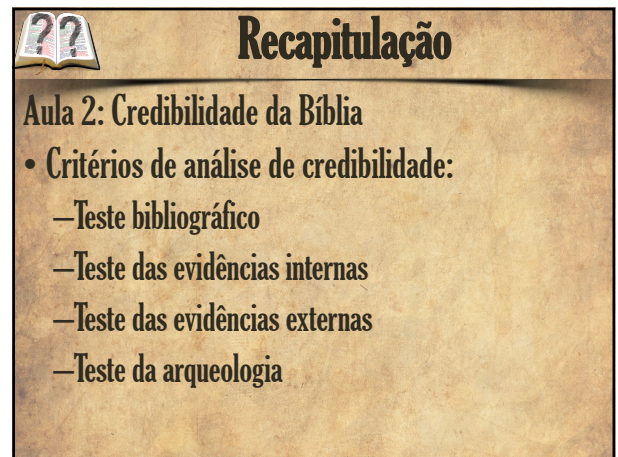 ??
Recapitulação
Aula 2: Credibilidade da Bíblia
• Critérios de análise de credibilidade:
–Teste bibliográfico
–Teste das evidências internas
–Teste das evidências externas
–Teste da arqueologia